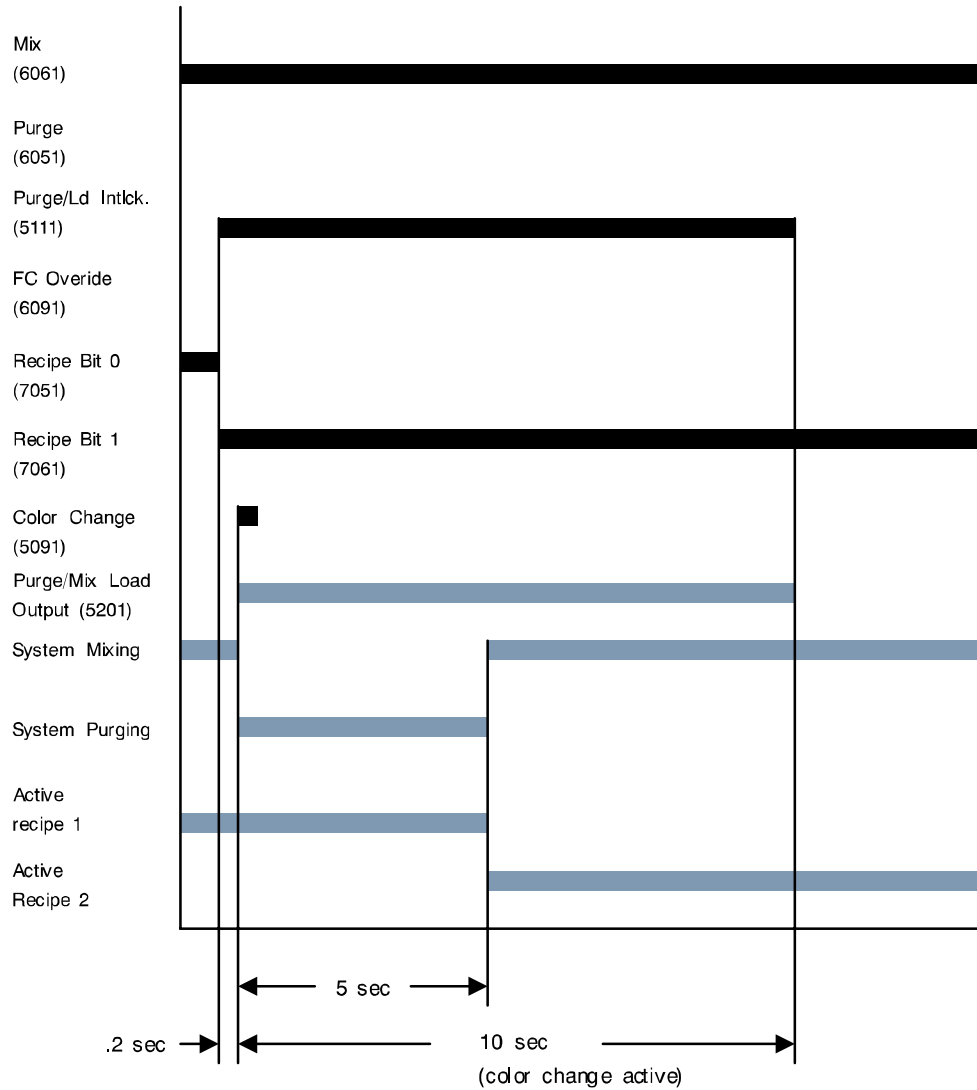 Mix
(6061)
Purge
(6051)
Purge/Ld Intlck.
(5111)
FC Overide
(6091)
Recipe Bit 0
(7051)
Recipe Bit 1
(7061)
Color Change
(5091)
Purge/Mix Load
Output (5201)
System Mixing
System Purging
Active
recipe 1
Active
Recipe 2
5 sec
.2 sec
10 sec
(color change active)